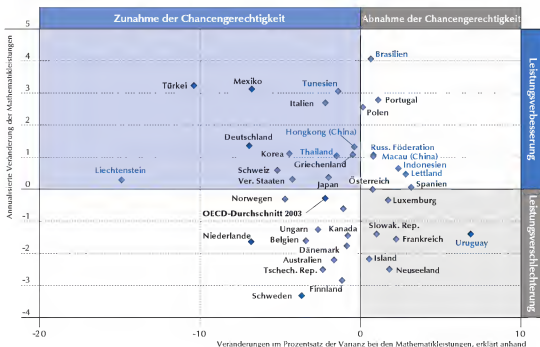 Zunahme der Chancengerechtigkeit
Abnahme der Chancengerechtigkeit
Annualisierte Veränderung der Mathematikleistungen
5
4
3
2
1
0
-1
-2
-3
-4
Brasilien
Türkei
Mexiko
Tunesien
Italien
Portugal
Polen
Hongkong (China)
Deutschland
Korea
Thailand
Griechenland
Russ. Föderation
Macau (China)
Indonesien
Lettland
Liechtenstein
Schweiz
Ver. Staaten
Japan
Österreich
Spanien
Norwegen
Luxemburg
OECD-Durchschnitt 2003
Ungarn
Kanada
Slowak. Rep.
Niederlande
Belgien
Frankreich
Uruguay
Dänemark
Australien
Island
Tschech. Rep.
Neuseeland
Finnland
Schweden
Leistungsverbesserung
Leistungsverschlechterung
-20
-10
0
10
Veränderungen im Prozentsatz der Varianz bei den Mathematikleistungen, erklärt anhand